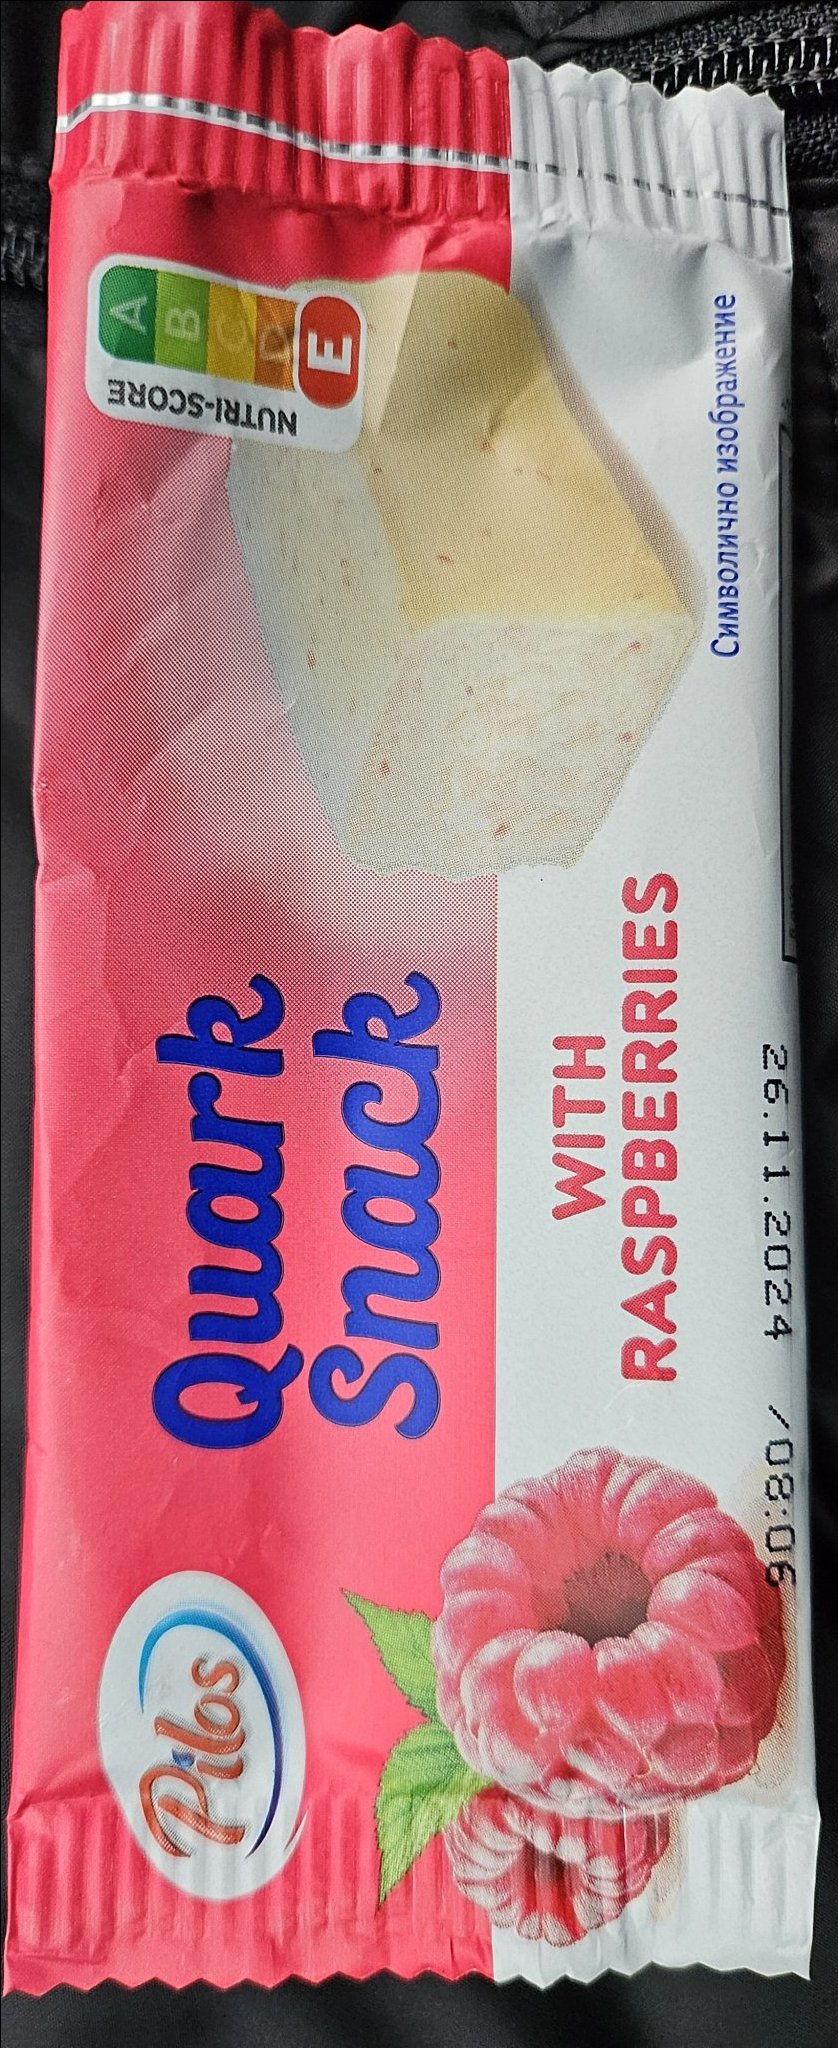 Pilos
Quark
Snack
WITH
RASPBERRIES
NUTRI-SCORE
A B C D E
Символично изображение
26.11.2024 /08:06